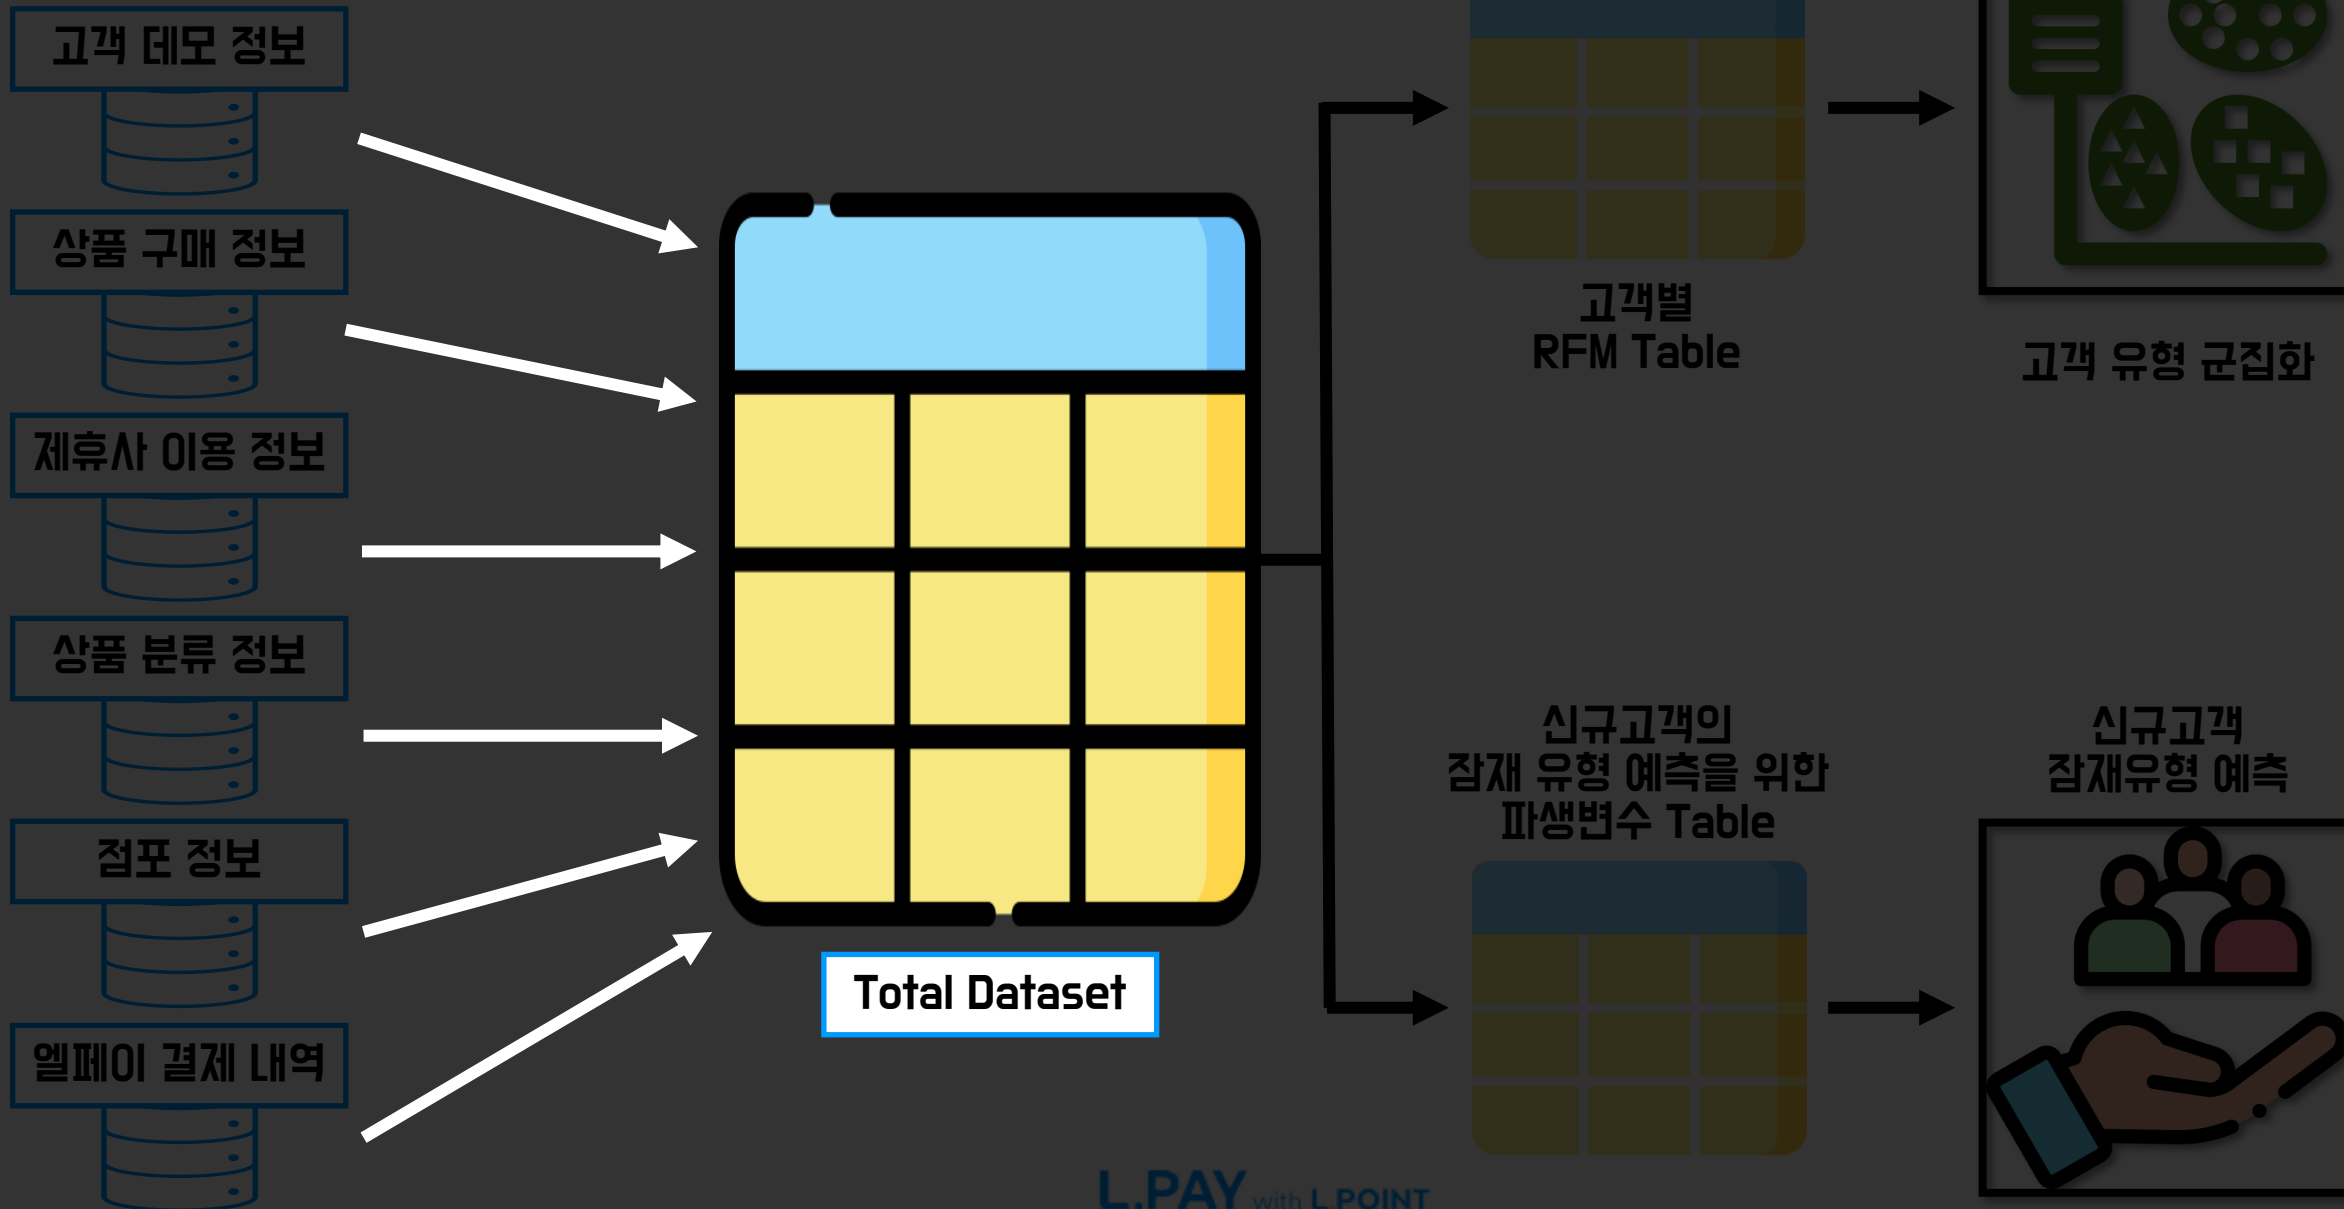 고객 데모 정보
상품 구매 정보
제휴사 이용 정보
상품 분류 정보
점포 정보
엘페이 결제 내역
Total Dataset
고객별
RFM Table
고객 유형 군집화
신규고객의
잠재 유형 예측을 위한
파생변수 Table
신규고객
잠재유형 예측
L.PAY with L.POINT